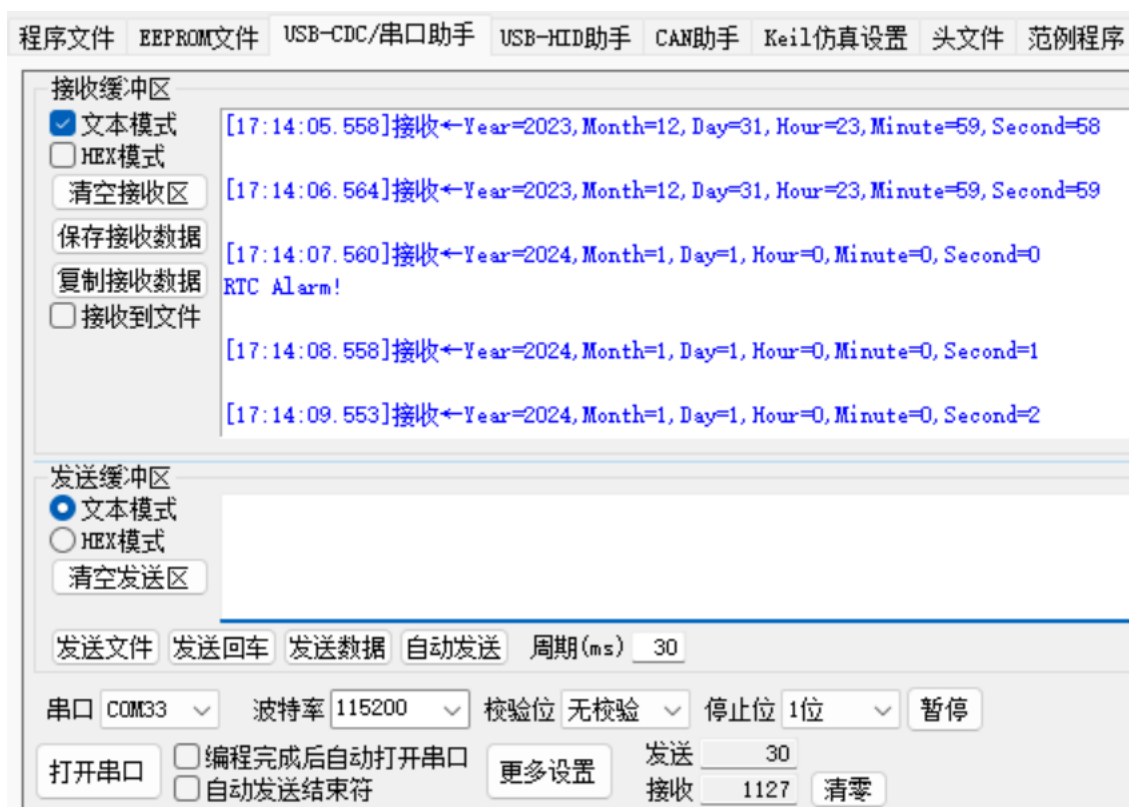 程序文件 EEPROM文件 USB-CDC/串口助手 USB-HID助手 CAN助手 Keil仿真设置 头文件 范例程序
接收缓冲区
文本模式
HEX模式
清空接收区
保存接收数据
复制接收数据
接收到文件
[17:14:05.558]接收←Year=2023,Month=12,Day=31,Hour=23,Minute=59,Second=58
[17:14:06.564]接收←Year=2023,Month=12,Day=31,Hour=23,Minute=59,Second=59
[17:14:07.560]接收←Year=2024,Month=1,Day=1,Hour=0,Minute=0,Second=0
RTC Alarm!
[17:14:08.558]接收←Year=2024,Month=1,Day=1,Hour=0,Minute=0,Second=1
[17:14:09.553]接收←Year=2024,Month=1,Day=1,Hour=0,Minute=0,Second=2
发送缓冲区
文本模式
HEX模式
清空发送区
发送文件 发送回车 发送数据 自动发送 周期(ms) 30
串口 COM33 波特率 115200 校验位 无校验 停止位 1位 暂停
打开串口
编程完成后自动打开串口
自动发送结束符
更多设置
发送 30
接收 1127 清零